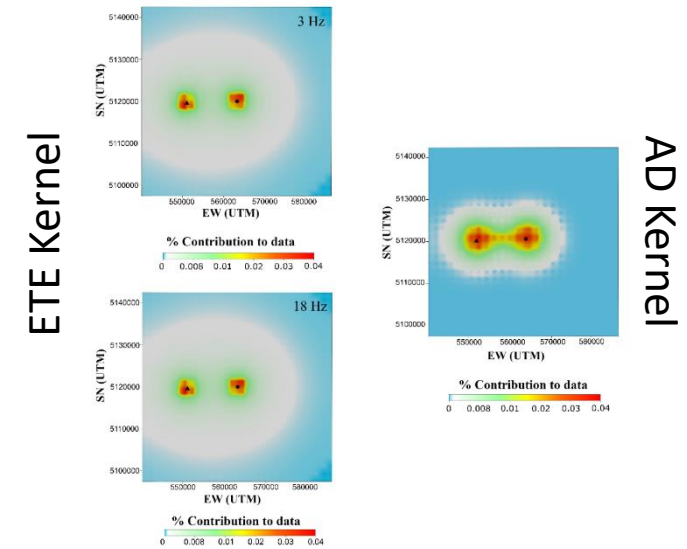 ETE Kernel
3 Hz
SN (UTM)
5140000
5130000
5120000
5110000
5100000
550000 560000 570000 580000
EW (UTM)
% Contribution to data
0 0.008 0.01 0.02 0.03 0.04
18 Hz
SN (UTM)
5140000
5130000
5120000
5110000
5100000
550000 560000 570000 580000
EW (UTM)
% Contribution to data
0 0.008 0.01 0.02 0.03 0.04
AD Kernel
SN (UTM)
5140000
5130000
5120000
5110000
5100000
550000 560000 570000 580000
EW (UTM)
% Contribution to data
0 0.008 0.01 0.02 0.03 0.04